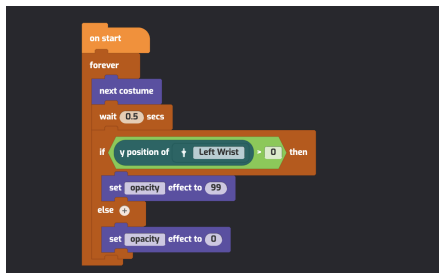 on start
forever
next costume
wait 0.5 secs
if y position of Left Wrist 0 then
set opacity effect to 99
else
set opacity effect to 0